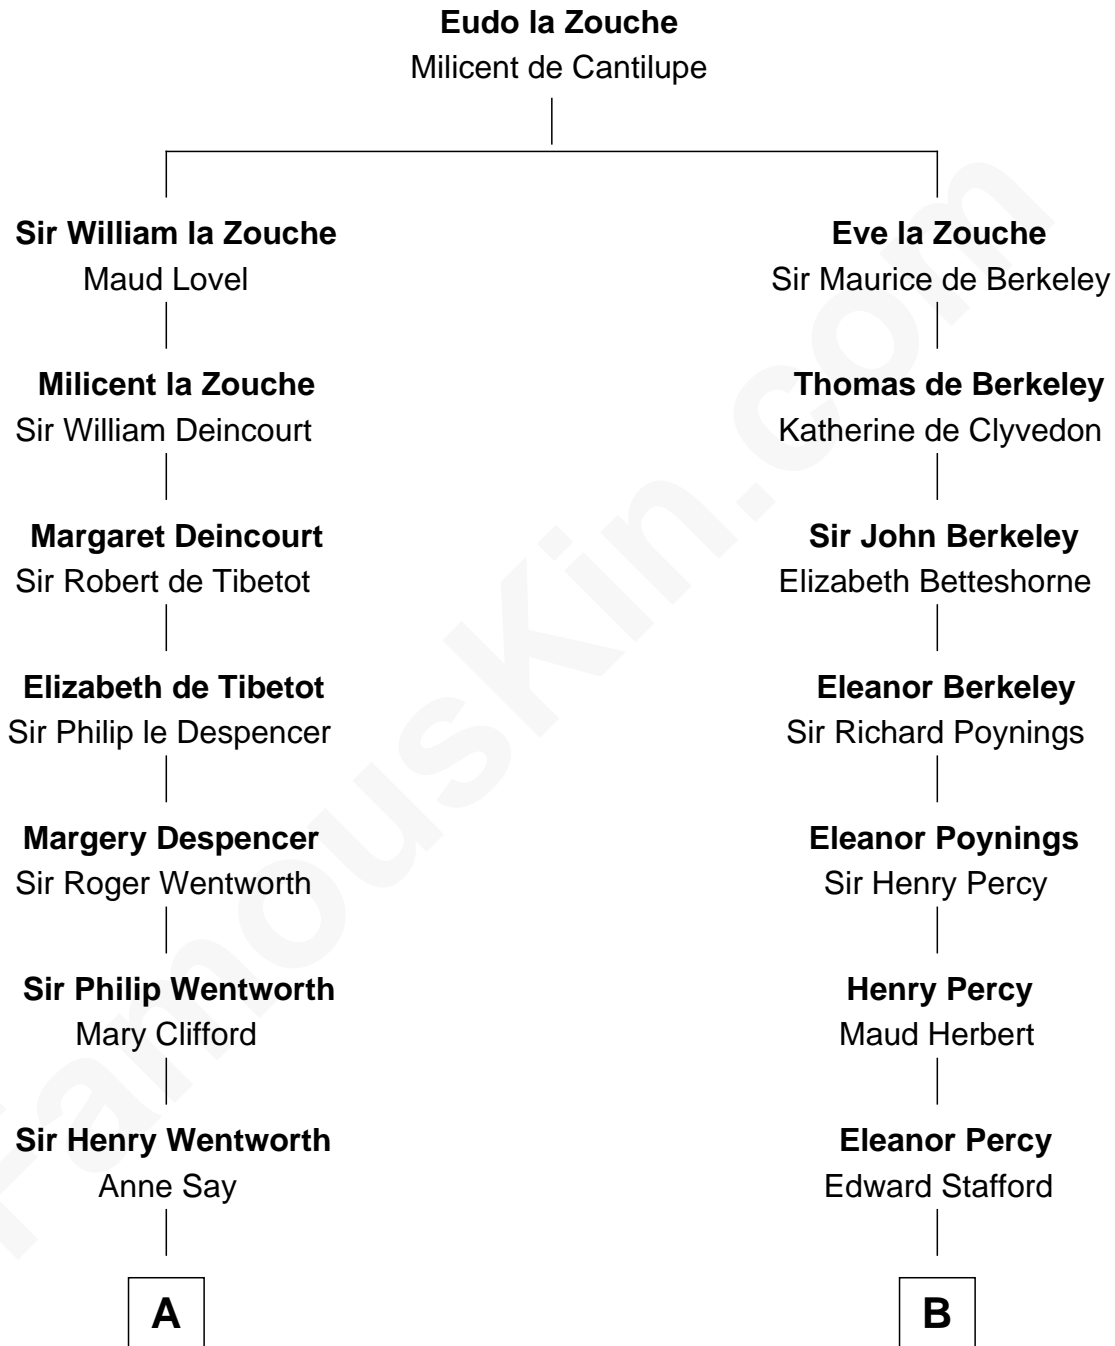 Eudo la Zouche
Milicent de Cantilupe
Sir William la Zouche
Maud Lovel
Eve la Zouche
Sir Maurice de Berkeley
Milicent la Zouche
Sir William Deincourt
Thomas de Berkeley
Katherine de Clyvedon
Margaret Deincourt
Sir Robert de Tibetot
Sir John Berkeley
Elizabeth Betteshorne
Elizabeth de Tibetot
Sir Philip le Despencer
Eleanor Berkeley
Sir Richard Poynings
Margery Despencer
Sir Roger Wentworth
Eleanor Poynings
Sir Henry Percy
Sir Philip Wentworth
Mary Clifford
Henry Percy
Maud Herbert
Sir Henry Wentworth
Anne Say
Eleanor Percy
Edward Stafford
A
B
FamousKin.com